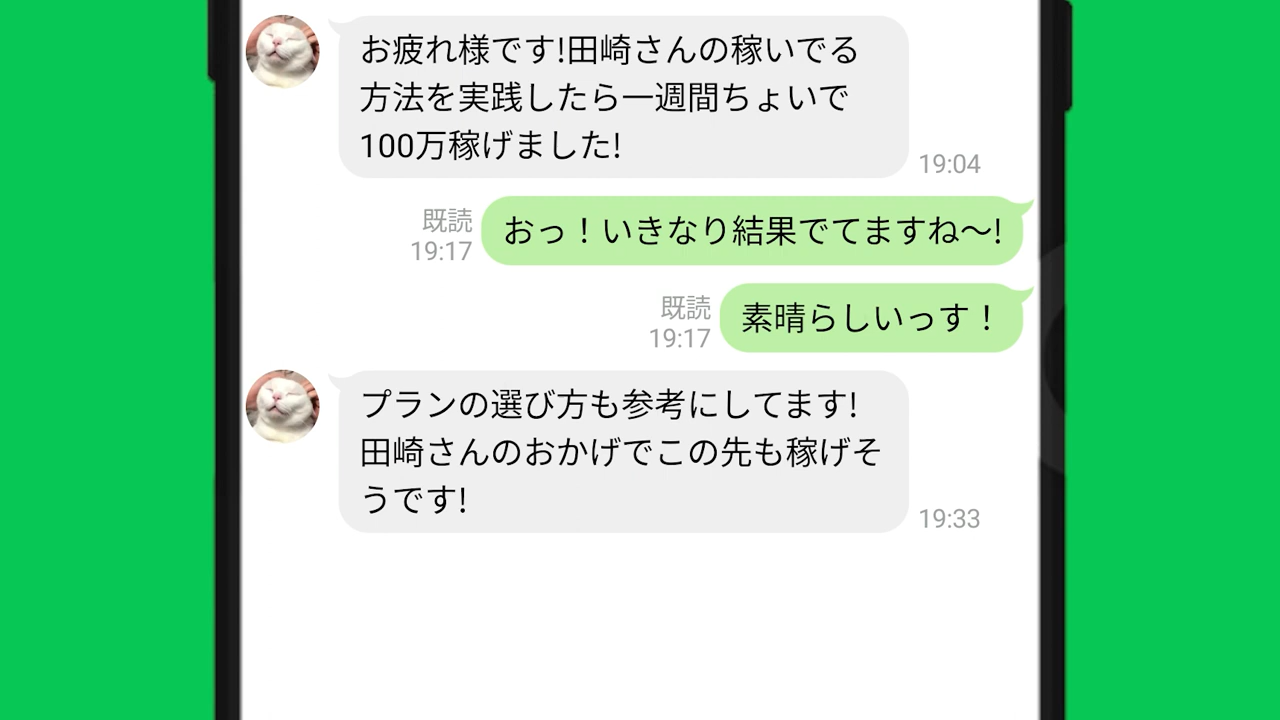 お疲れ様です!田崎さんの稼いでる
方法を実践したら一週間ちょいで
100万稼げました!
19:04
既読
19:17
おっ！いきなり結果でてますね〜!
既読
19:17
素晴らしいっす！
プランの選び方も参考にしてます!
田崎さんのおかげでこの先も稼げそ
うです!
19:33